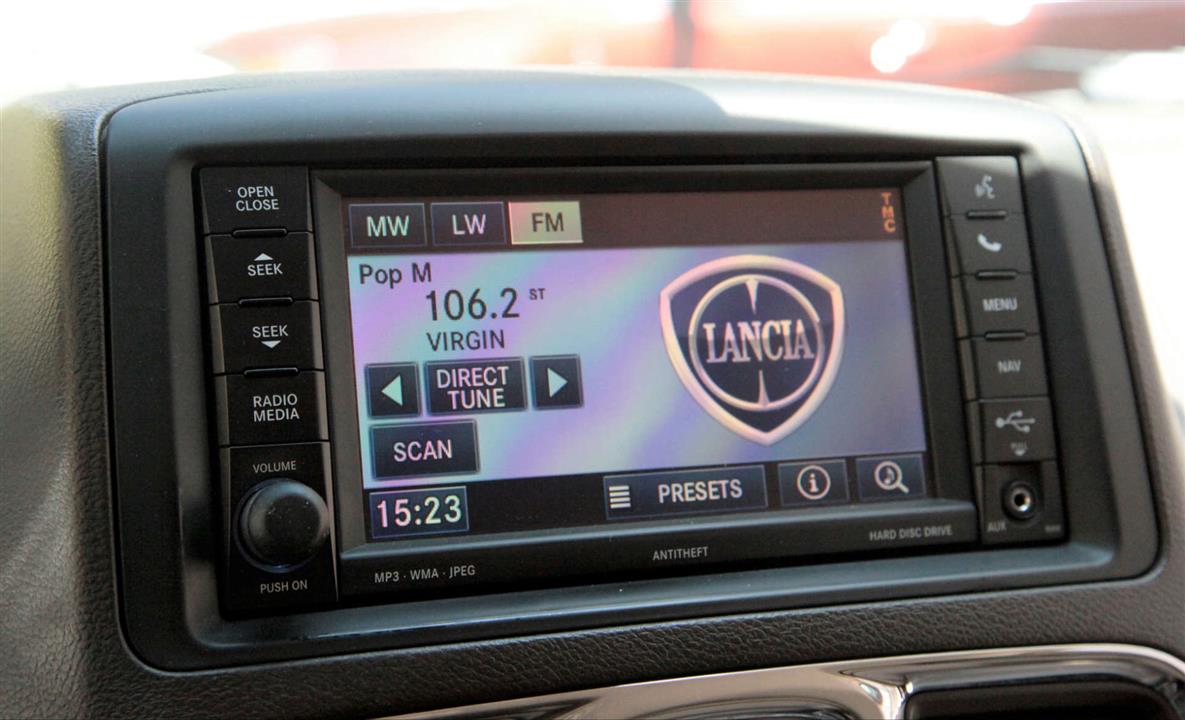 OPEN
CLOSE
SEEK
SEEK
RADIO
MEDIA
VOLUME
PUSH ON
MW LW FM
TMC
Pop M
106.2 ST
VIRGIN
DIRECT
TUNE
SCAN
LANCIA
15:23
PRESETS
i
MP3 · WMA · JPEG
ANTITHEFT
HARD DISC DRIVE
MENU
NAV
PULL
AUX